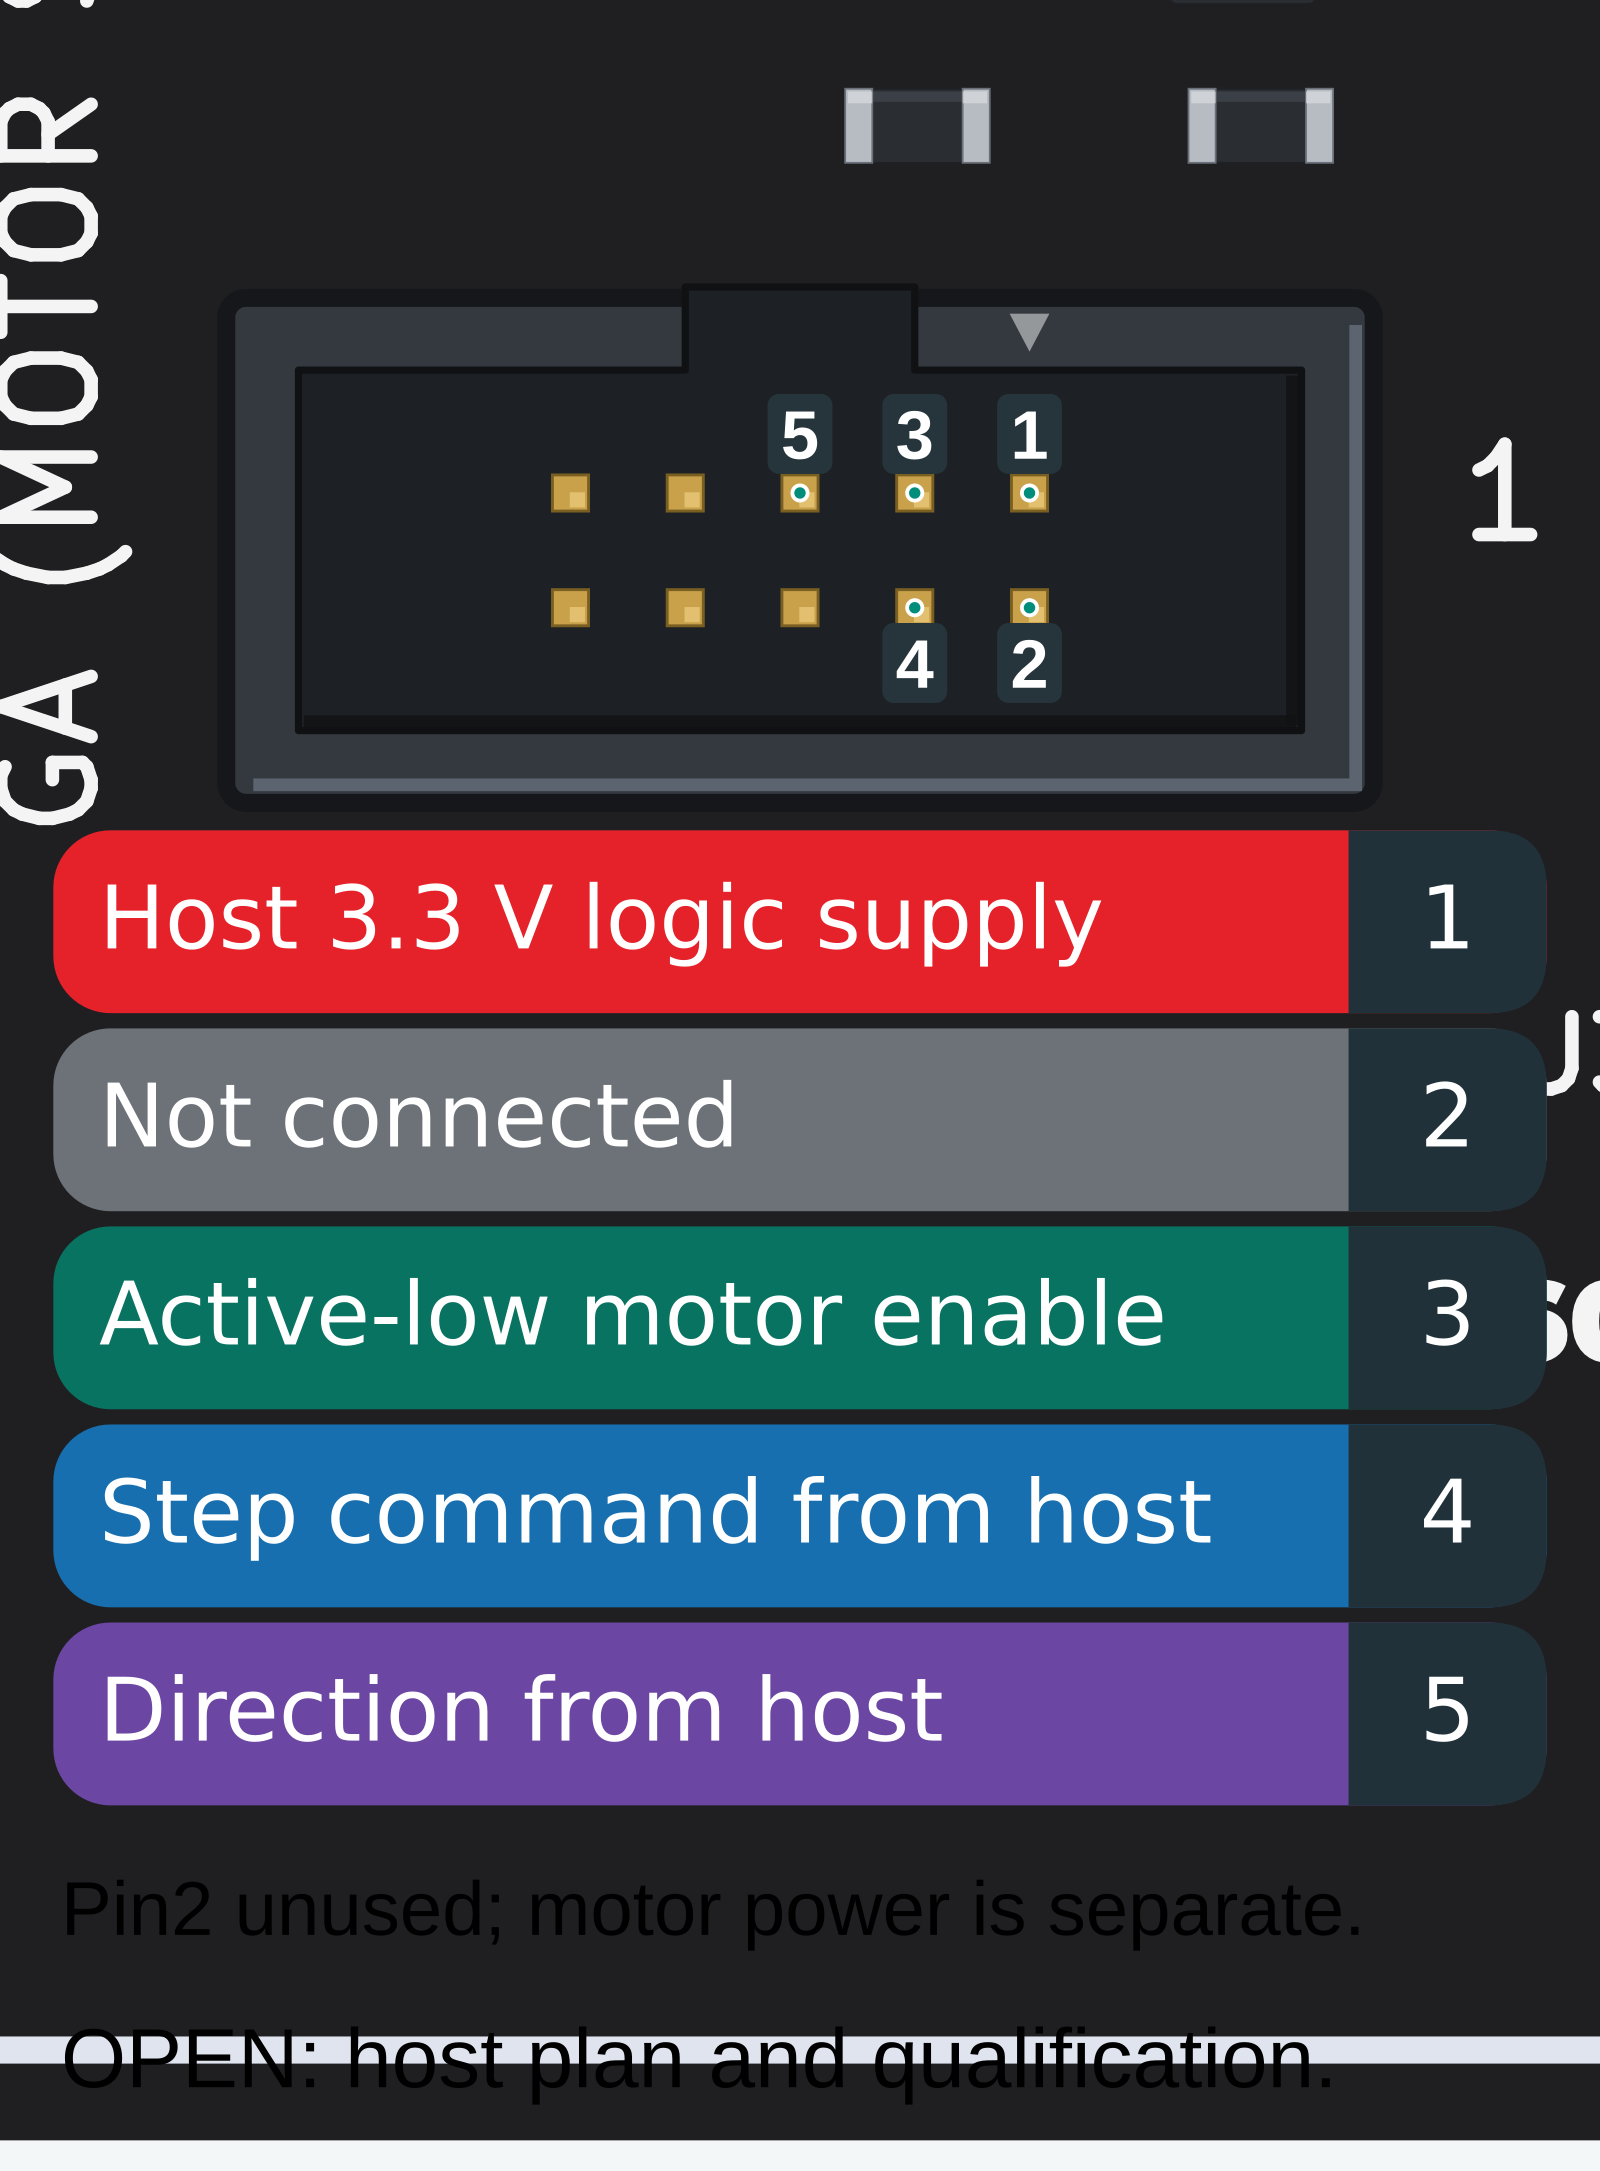 GA (MOTOR
5 3 1
1
4 2
Host 3.3 V logic supply 1
Not connected 2
Active-low motor enable 3
Step command from host 4
Direction from host 5
Pin2 unused; motor power is separate.
OPEN: host plan and qualification.